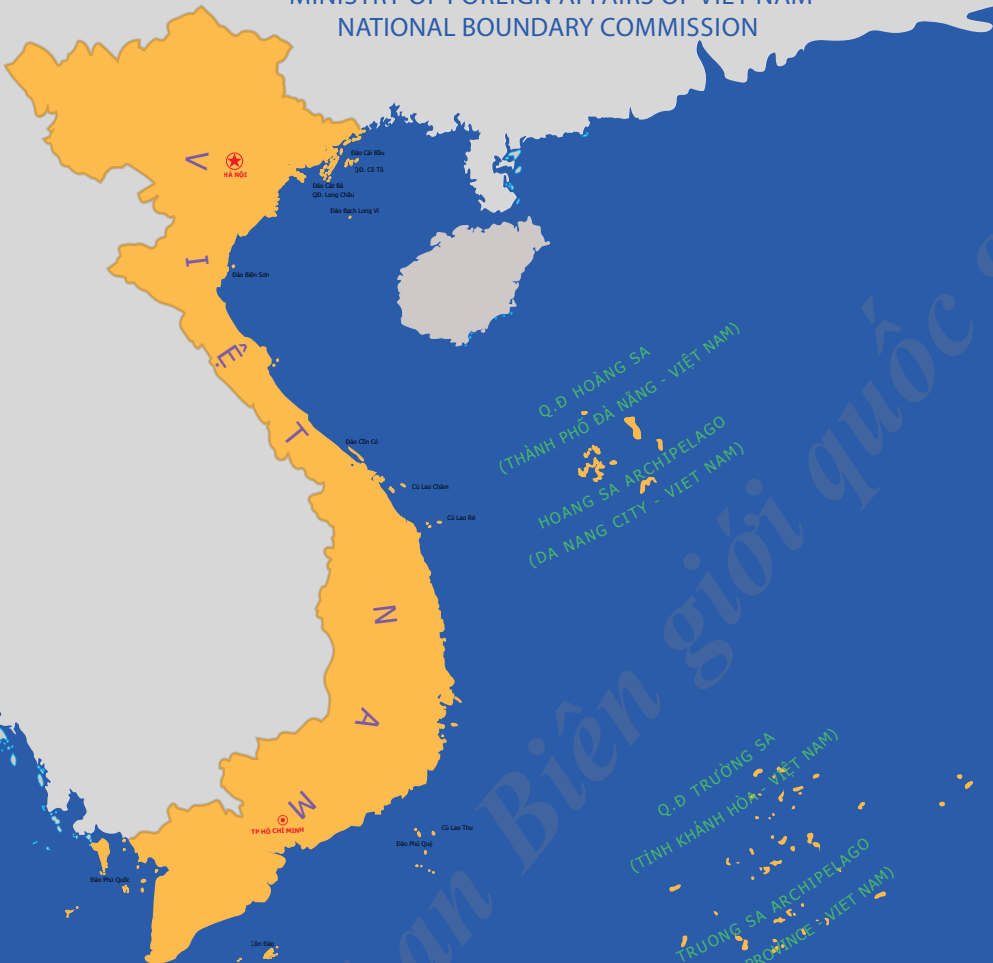 MINISTRY OF FOREIGN AFFAIRS OF VIET NAM
NATIONAL BOUNDARY COMMISSION
V
HÀ NỘI
Đảo Cái Bầu
QĐ. Cô Tô
Đảo Cát Bà
QĐ. Long Châu
Đảo Bạch Long Vĩ
I
Đảo Biện Sơn
Ệ
T
Q.Đ HOÀNG SA
(THÀNH PHỐ ĐÀ NẴNG - VIỆT NAM)
HOANG SA ARCHIPELAGO
(DA NANG CITY - VIET NAM)
Đảo Cồn Cỏ
Cù Lao Chàm
Cù Lao Ré
N
A
M
TP HỒ CHÍ MINH
Cù Lao Thu
Đảo Phú Quý
Đảo Phú Quốc
Côn Đảo
Q.Đ TRƯỜNG SA
(TỈNH KHÁNH HÒA - VIỆT NAM)
TRUONG SA ARCHIPELAGO
PROVINCE - VIET NAM)
an Biên giới quốc